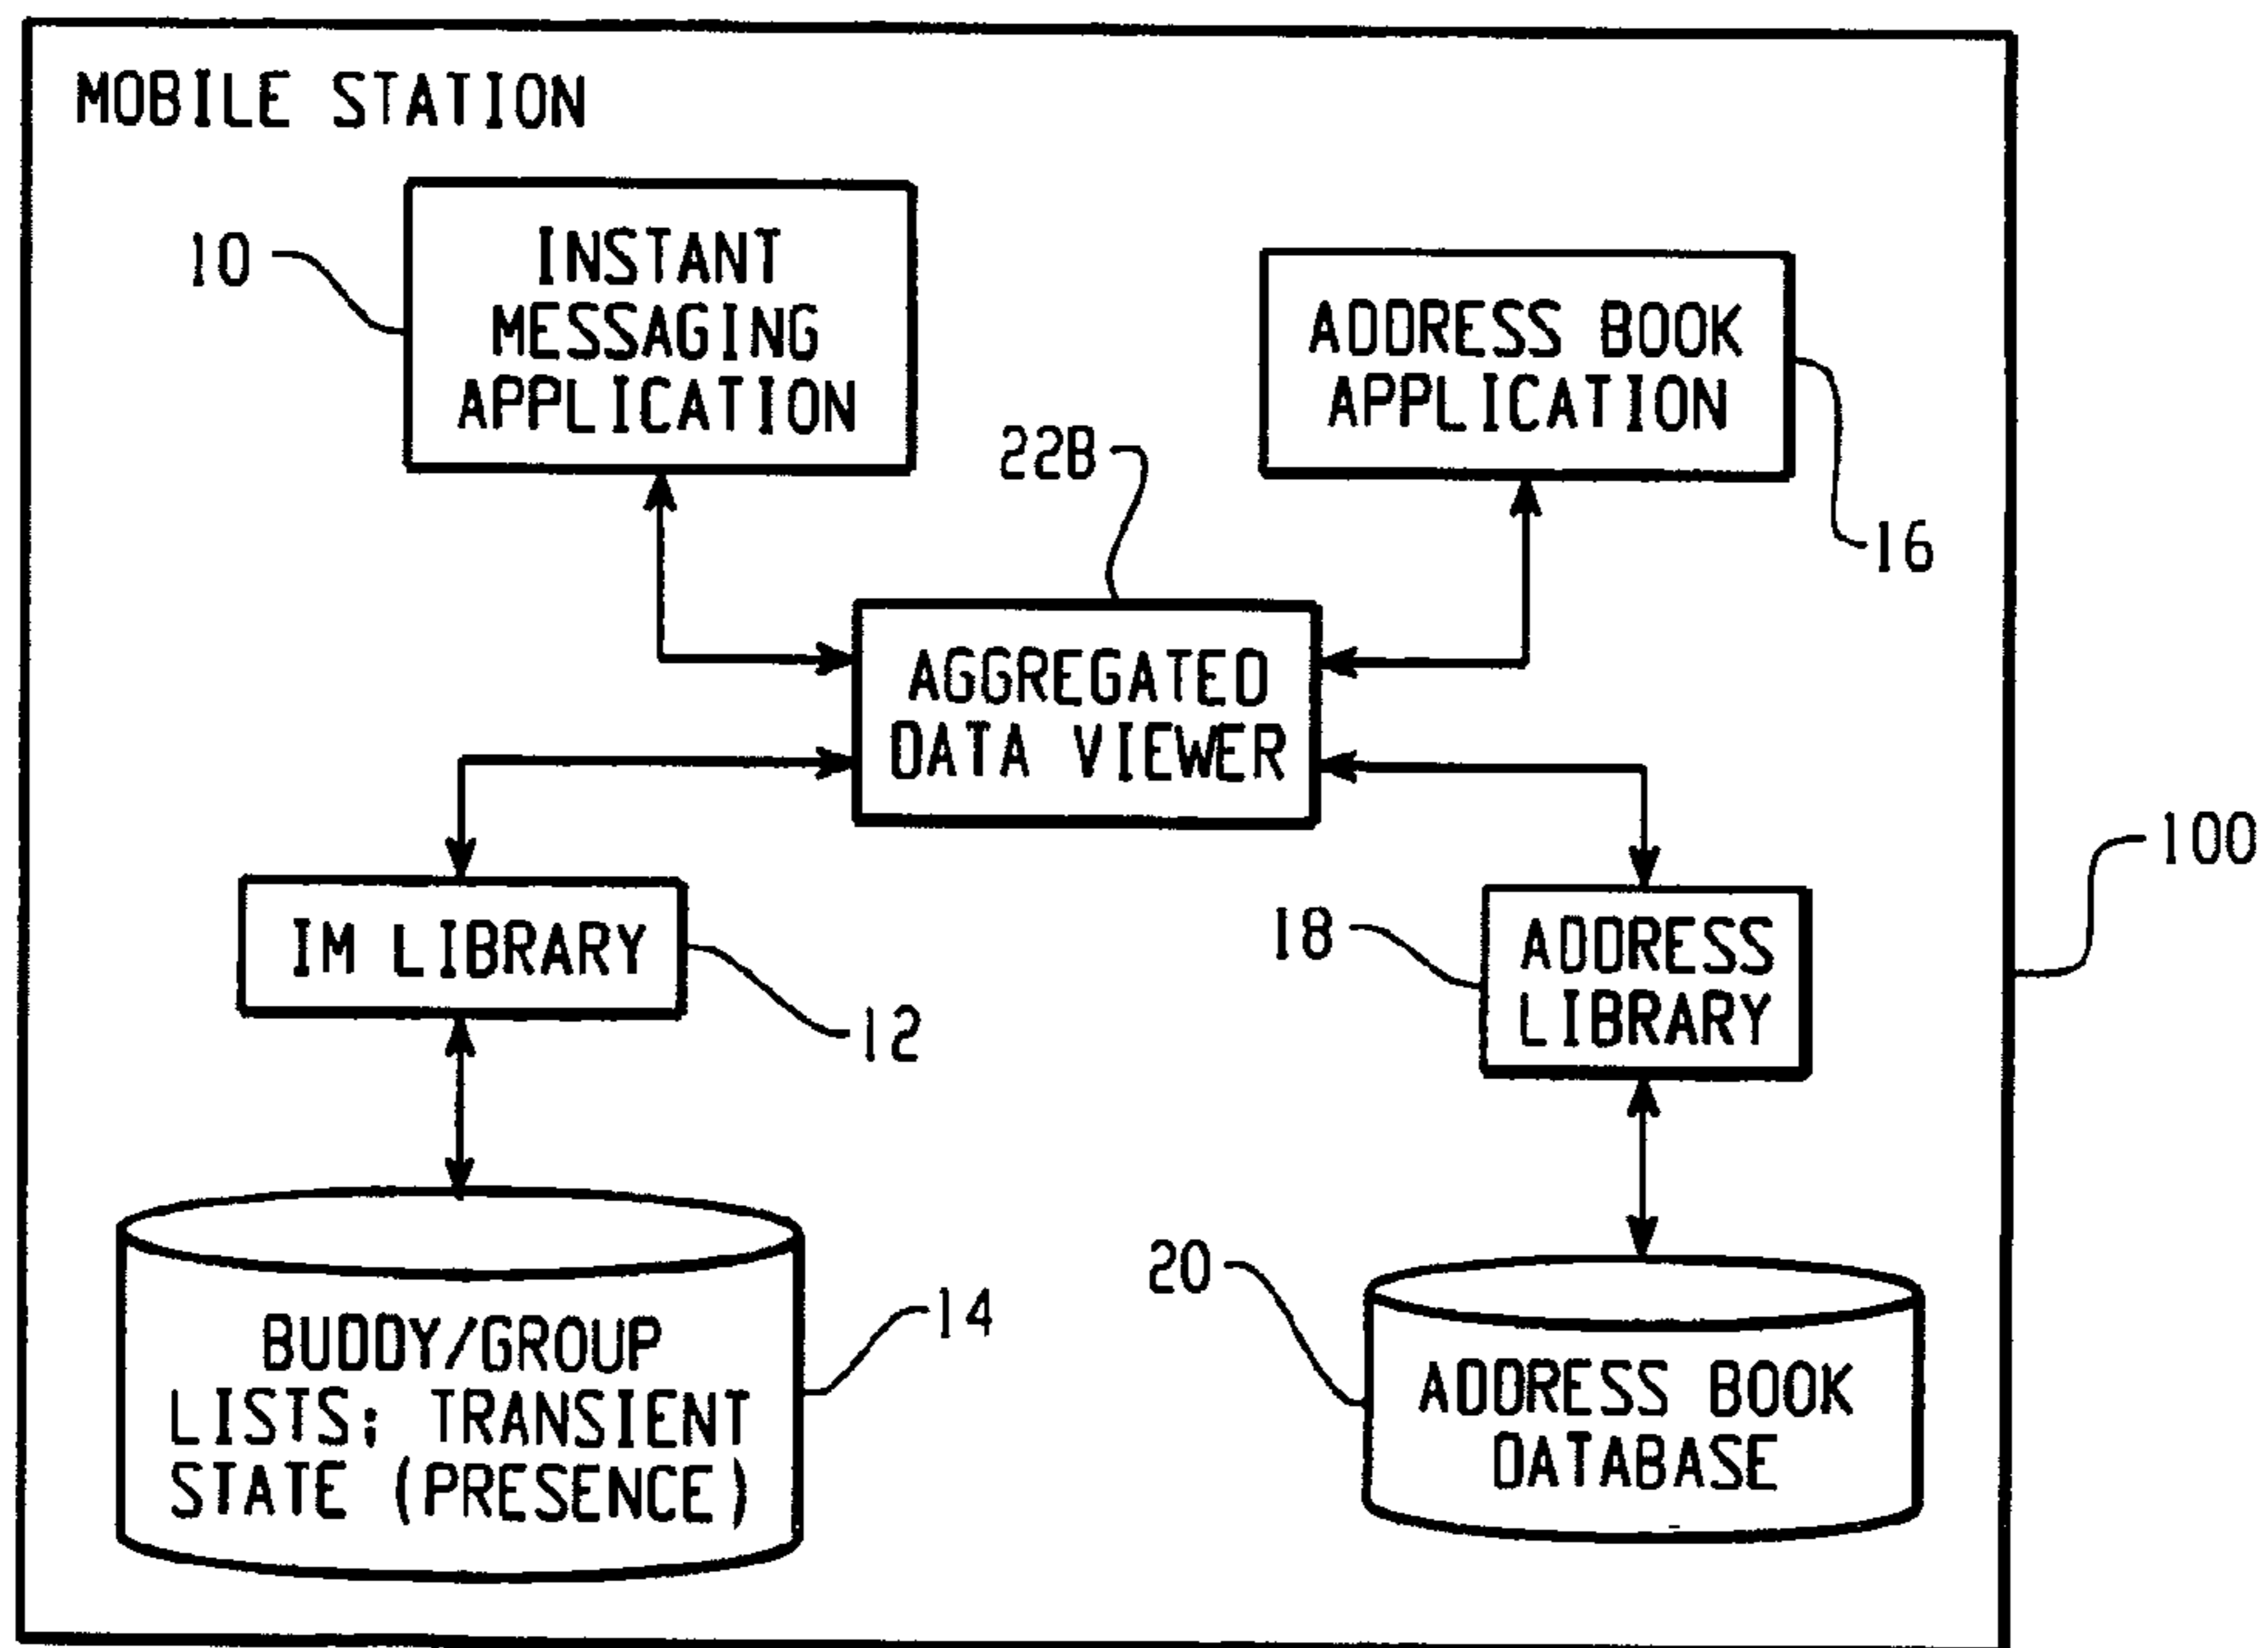 MOBILE STATION
10
INSTANT
MESSAGING
APPLICATION
ADDRESS BOOK
APPLICATION
22B
16
AGGREGATED
DATA VIEWER
100
IM LIBRARY
12
18
ADDRESS
LIBRARY
14
BUDDY/GROUP
LISTS; TRANSIENT
STATE (PRESENCE)
20
ADDRESS BOOK
DATABASE